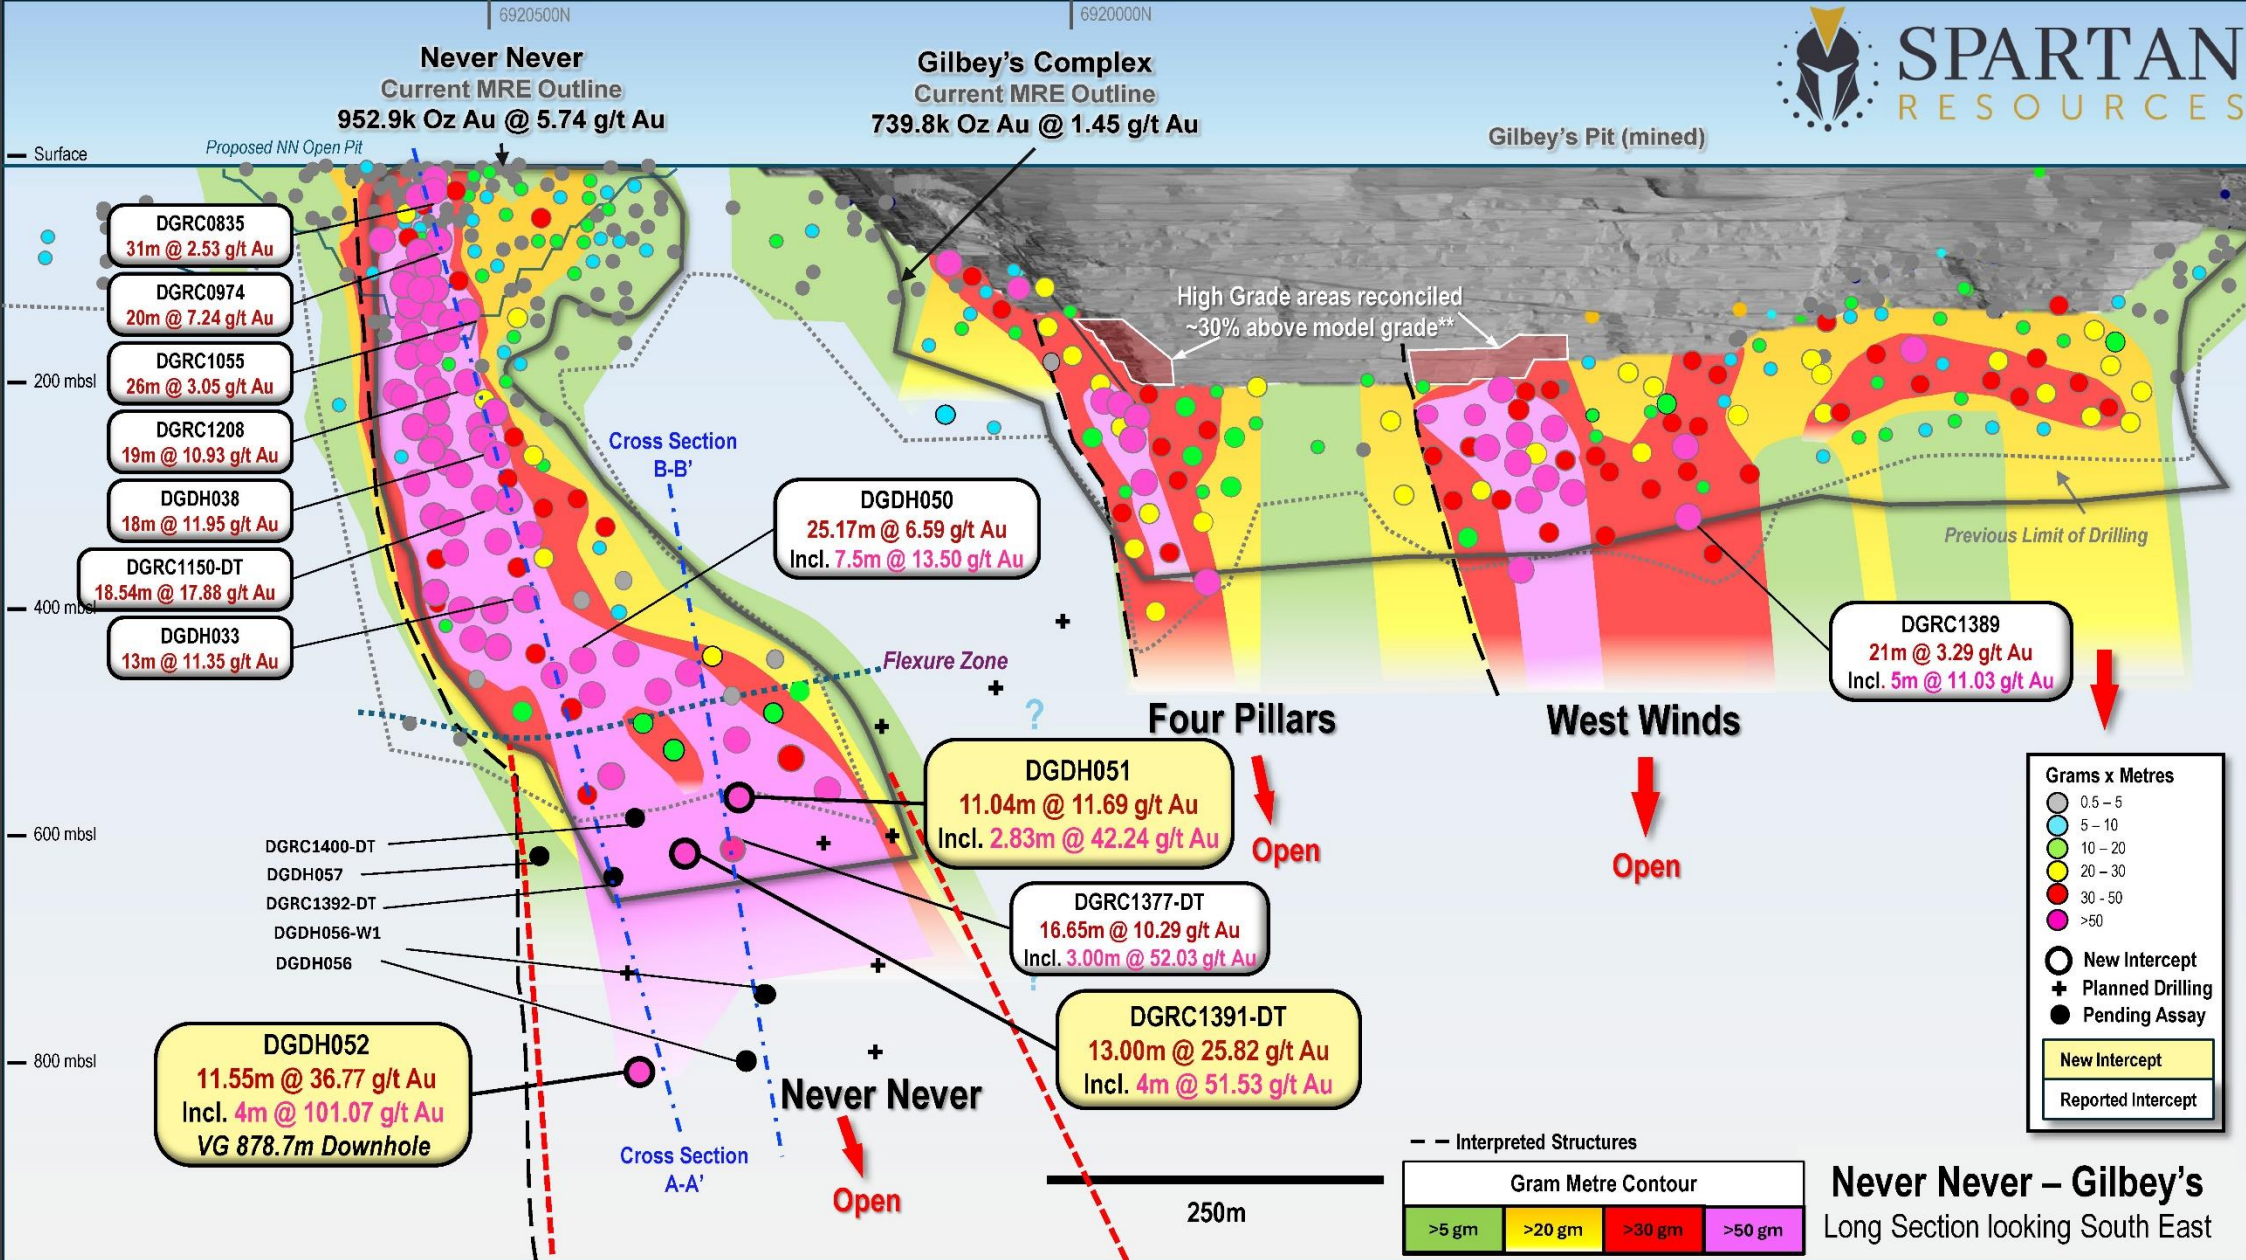 6920500N
6920000N
SPARTAN
RESOURCES
Never Never
Current MRE Outline
952.9k Oz Au @ 5.74 g/t Au
Gilbey's Complex
Current MRE Outline
739.8k Oz Au @ 1.45 g/t Au
Gilbey's Pit (mined)
Surface
Proposed NN Open Pit
DGRC0835
31m @ 2.53 g/t Au
DGRC0974
20m @ 7.24 g/t Au
DGRC1055
26m @ 3.05 g/t Au
200 mbsl
DGRC1208
19m @ 10.93 g/t Au
DGDH038
18m @ 11.95 g/t Au
DGRC1150-DT
18.54m @ 17.88 g/t Au
400 mbsl
DGDH033
13m @ 11.35 g/t Au
High Grade areas reconciled
~30% above model grade**
Cross Section
B-B'
DGDH050
25.17m @ 6.59 g/t Au
Incl. 7.5m @ 13.50 g/t Au
Previous Limit of Drilling
DGRC1389
21m @ 3.29 g/t Au
Incl. 5m @ 11.03 g/t Au
Flexure Zone
?
Four Pillars
Open
West Winds
Open
DGDH051
11.04m @ 11.69 g/t Au
Incl. 2.83m @ 42.24 g/t Au
600 mbsl
DGRC1400-DT
DGDH057
DGRC1392-DT
DGDH056-W1
DGDH056
DGRC1377-DT
16.65m @ 10.29 g/t Au
Incl. 3.00m @ 52.03 g/t Au
?
DGRC1391-DT
13.00m @ 25.82 g/t Au
Incl. 4m @ 51.53 g/t Au
800 mbsl
DGDH052
11.55m @ 36.77 g/t Au
Incl. 4m @ 101.07 g/t Au
VG 878.7m Downhole
Never Never
Open
Cross Section
A-A'
250m
Grams x Metres
0.5 – 5
5 – 10
10 – 20
20 – 30
30 - 50
>50
New Intercept
Planned Drilling
Pending Assay
New Intercept
Reported Intercept
Interpreted Structures
Gram Metre Contour
>5 gm
>20 gm
>30 gm
>50 gm
Never Never – Gilbey's
Long Section looking South East